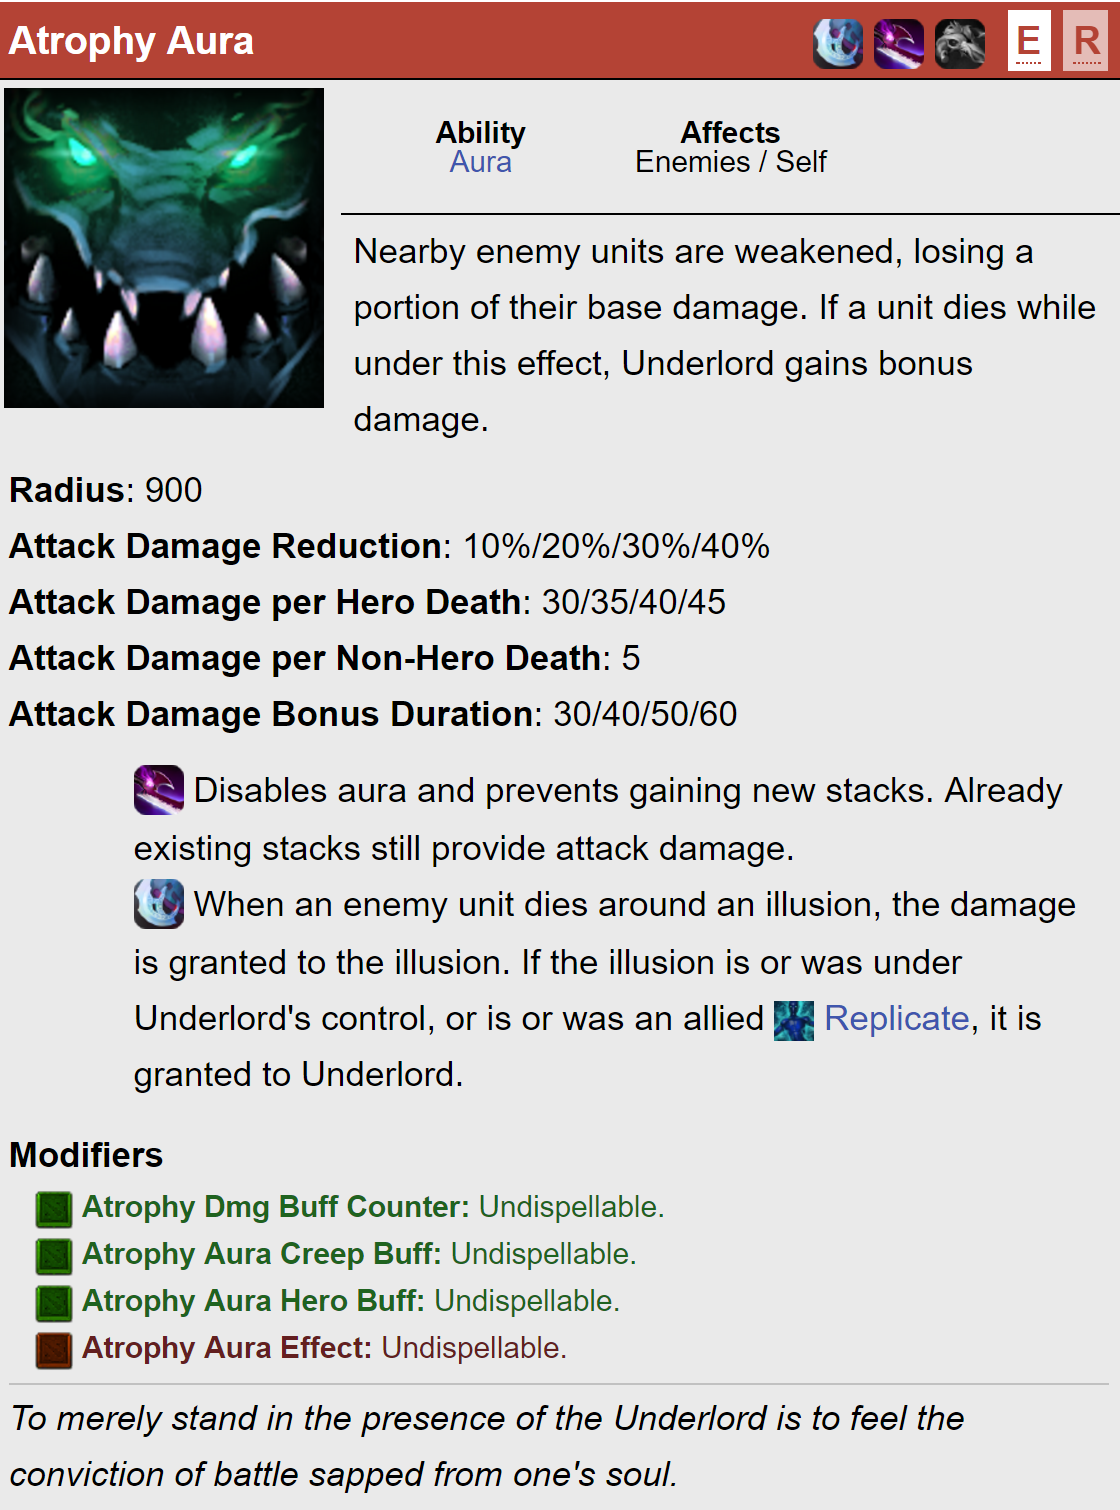 Atrophy Aura
E R
Ability Affects
Aura Enemies / Self
Nearby enemy units are weakened, losing a
portion of their base damage. If a unit dies while
under this effect, Underlord gains bonus
damage.
Radius: 900
Attack Damage Reduction: 10%/20%/30%/40%
Attack Damage per Hero Death: 30/35/40/45
Attack Damage per Non-Hero Death: 5
Attack Damage Bonus Duration: 30/40/50/60
Disables aura and prevents gaining new stacks. Already
existing stacks still provide attack damage.
When an enemy unit dies around an illusion, the damage
is granted to the illusion. If the illusion is or was under
Underlord's control, or is or was an allied Replicate, it is
granted to Underlord.
Modifiers
Atrophy Dmg Buff Counter: Undispellable.
Atrophy Aura Creep Buff: Undispellable.
Atrophy Aura Hero Buff: Undispellable.
Atrophy Aura Effect: Undispellable.
To merely stand in the presence of the Underlord is to feel the
conviction of battle sapped from one's soul.